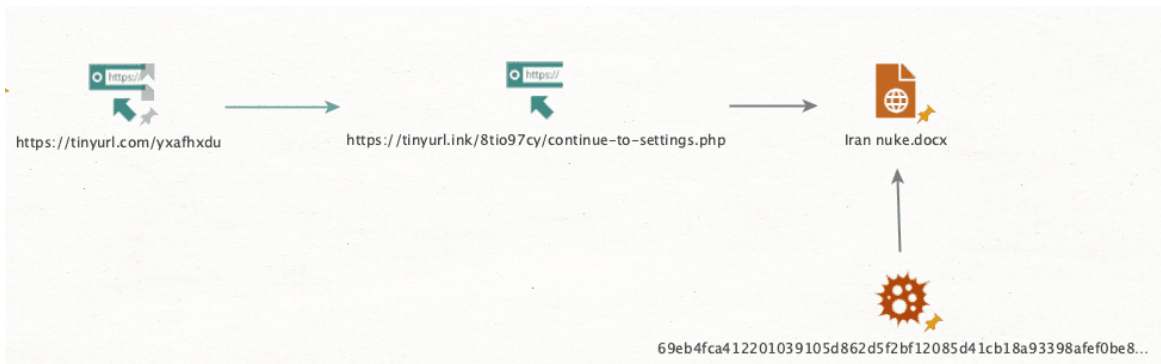 https://
https://
https://tinyurl.com/yxafhxdu
https://tinyurl.ink/8tio97cy/continue-to-settings.php
Iran nuke.docx
69eb4fca412201039105d862d5f2bf12085d41cb18a93398afef0be8...